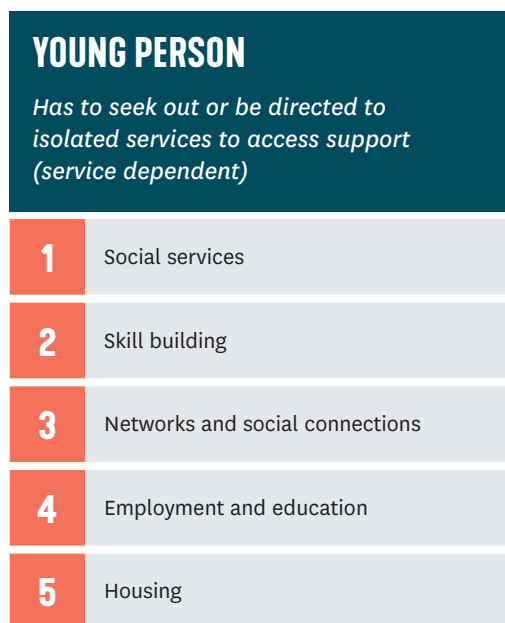 YOUNG PERSON
Has to seek out or be directed to
isolated services to access support
(service dependent)
1 Social services
2 Skill building
3 Networks and social connections
4 Employment and education
5 Housing